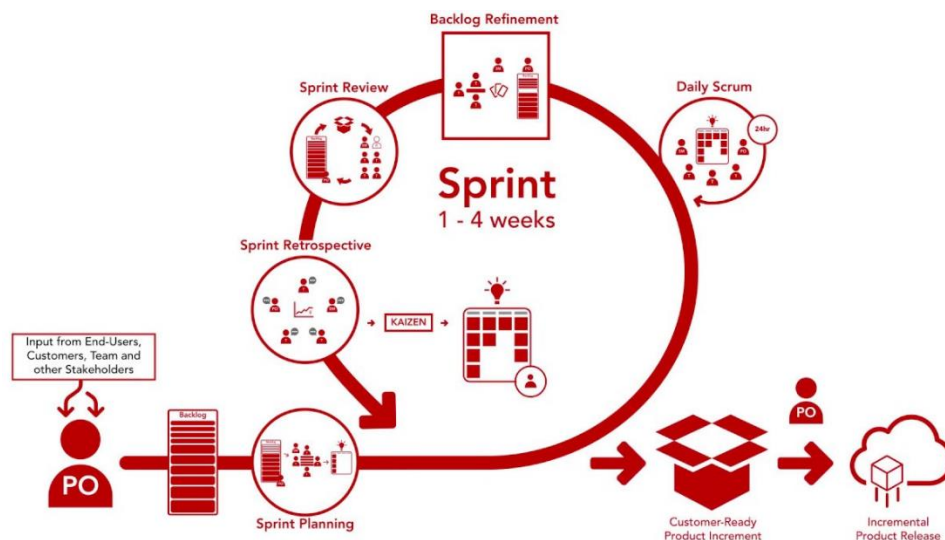 Backlog Refinement
Sprint Review
Daily Scrum
24hr
Sprint
1 - 4 weeks
Sprint Retrospective
KAIZEN
Input from End-Users,
Customers, Team and
other Stakeholders
PO
Backlog
Sprint Planning
PO
Customer-Ready
Product Increment
Incremental
Product Release